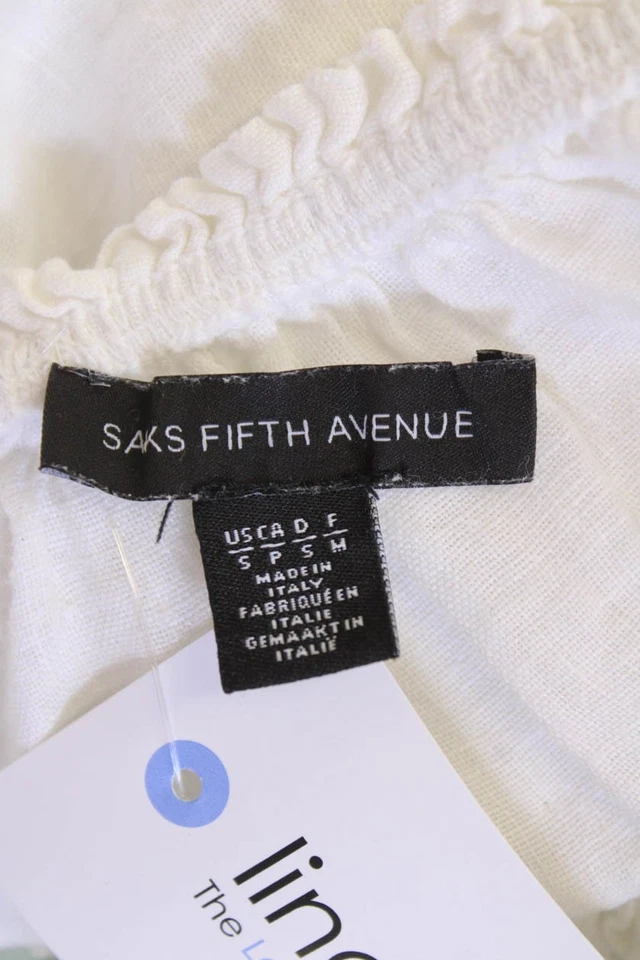 SAKS FIFTH AVENUE
US CA D F
S P S M
MADE IN
ITALY
FABRIQUÉ EN
ITALIE
GEMAAKT IN
ITALIË
The